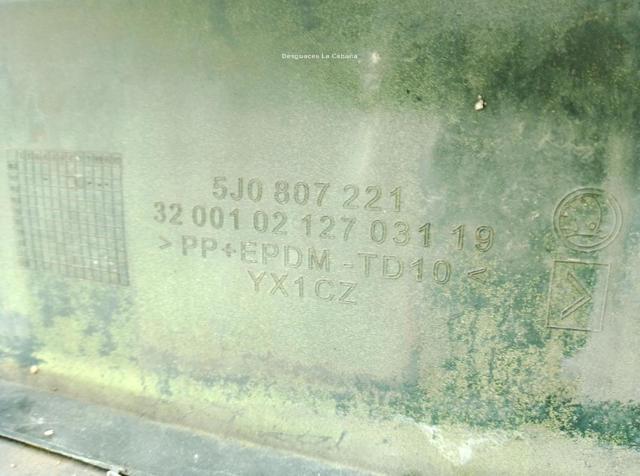 Desguaces La Cabaña
5J0 807 221
32 001 02 127 031 19
>PP+EPDM-TD10<
YX1CZ